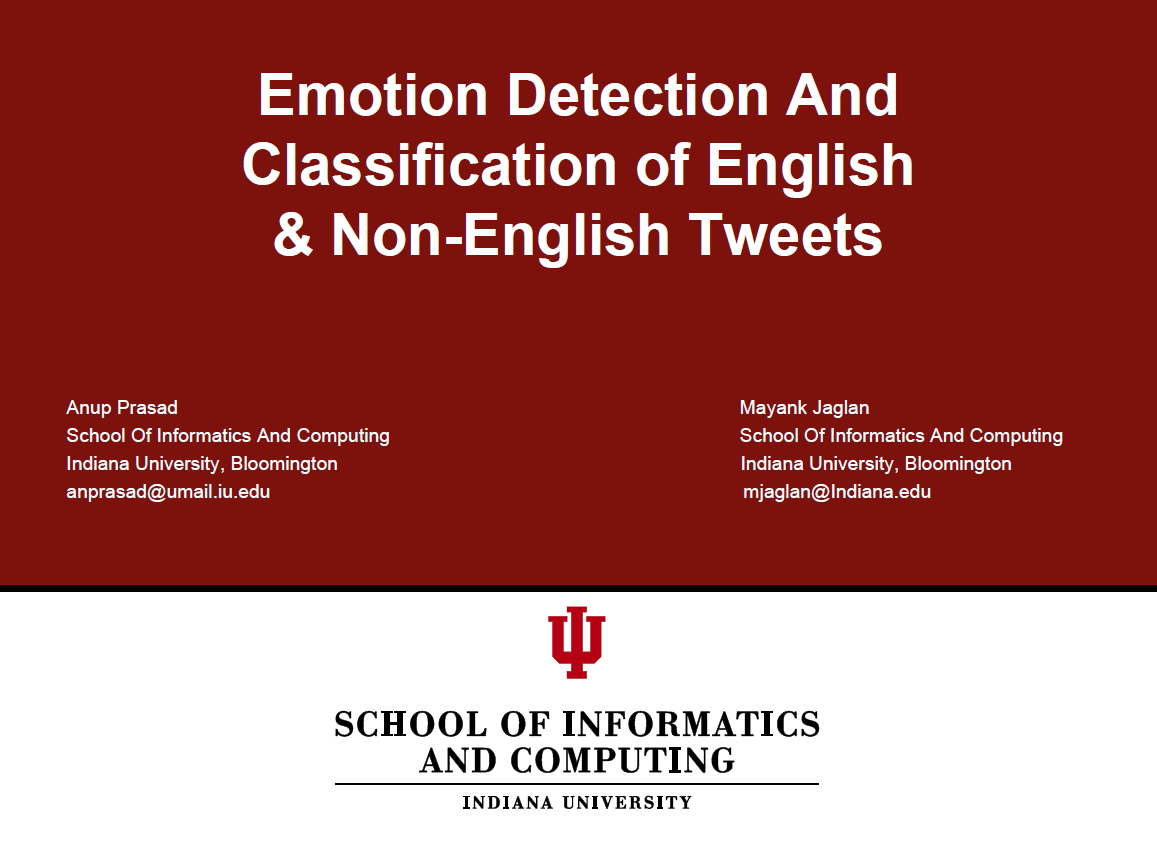 Emotion Detection And
Classification of English
& Non-English Tweets
Anup Prasad
School Of Informatics And Computing
Indiana University, Bloomington
anprasad@umail.iu.edu
Mayank Jaglan
School Of Informatics And Computing
Indiana University, Bloomington
mjaglan@Indiana.edu
SCHOOL OF INFORMATICS
AND COMPUTING
INDIANA UNIVERSITY